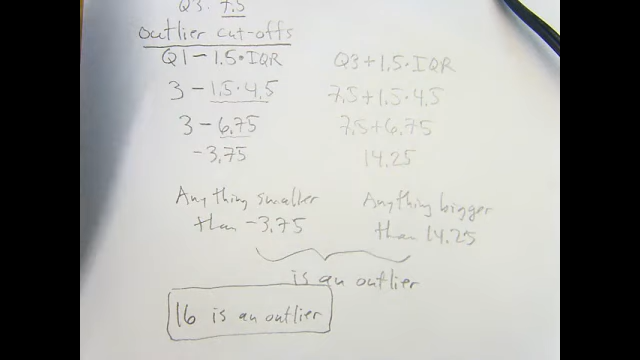 Q3: 7.5
Outlier cut-offs
Q1 - 1.5 • IQR
Q3 + 1.5 • IQR
3 - 1.5 • 4.5
7.5 + 1.5 • 4.5
3 - 6.75
7.5 + 6.75
-3.75
14.25
Anything smaller
than -3.75
Anything bigger
than 14.25
is an outlier
16 is an outlier